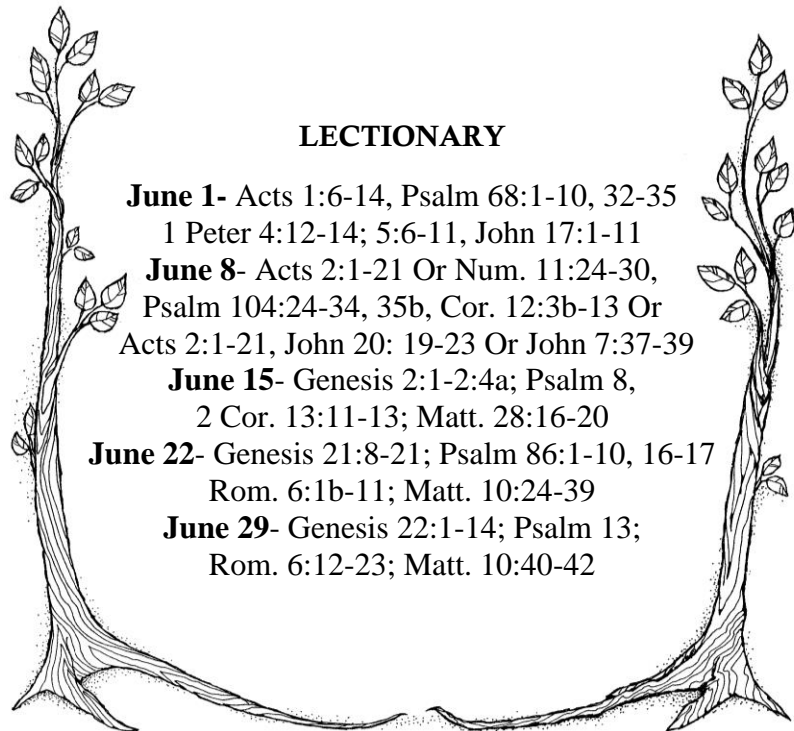 LECTIONARY
June 1- Acts 1:6-14, Psalm 68:1-10, 32-35
1 Peter 4:12-14; 5:6-11, John 17:1-11
June 8- Acts 2:1-21 Or Num. 11:24-30,
Psalm 104:24-34, 35b, Cor. 12:3b-13 Or
Acts 2:1-21, John 20: 19-23 Or John 7:37-39
June 15- Genesis 2:1-2:4a; Psalm 8,
2 Cor. 13:11-13; Matt. 28:16-20
June 22- Genesis 21:8-21; Psalm 86:1-10, 16-17
Rom. 6:1b-11; Matt. 10:24-39
June 29- Genesis 22:1-14; Psalm 13;
Rom. 6:12-23; Matt. 10:40-42